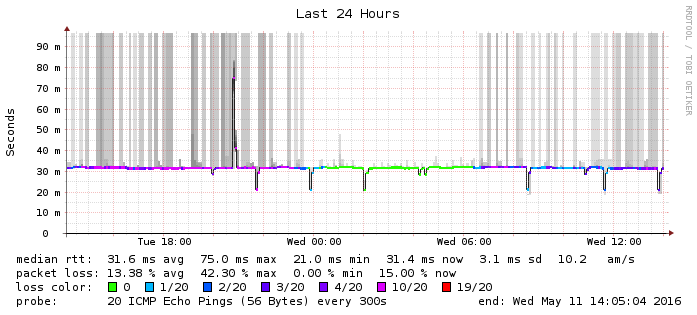 Last 24 Hours
RRDTOOL / TOBI OETIKER
90 m
80 m
70 m
60 m
50 m
40 m
30 m
20 m
10 m
0
Seconds
Tue 18:00 Wed 00:00 Wed 06:00 Wed 12:00
median rtt: 31.6 ms avg 75.0 ms max 21.0 ms min 31.4 ms now 3.1 ms sd 10.2 am/s
packet loss: 13.38 % avg 42.30 % max 0.00 % min 15.00 % now
loss color: 0 1/20 2/20 3/20 4/20 10/20 19/20
probe: 20 ICMP Echo Pings (56 Bytes) every 300s end: Wed May 11 14:05:04 2016